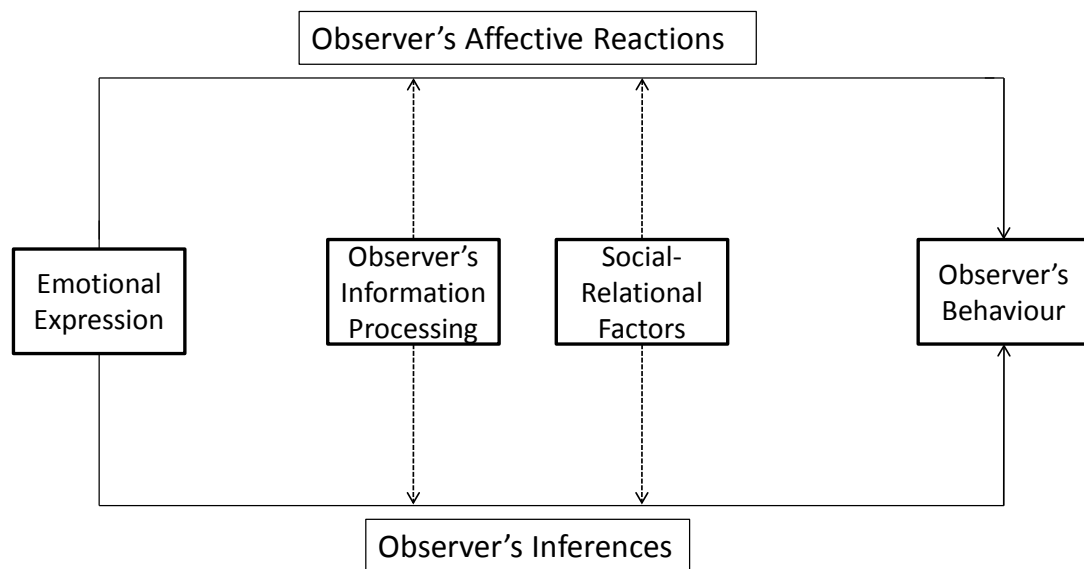 Observer’s Affective Reactions
Emotional
Expression
Observer’s
Information
Processing
Social-
Relational
Factors
Observer’s
Behaviour
Observer’s Inferences